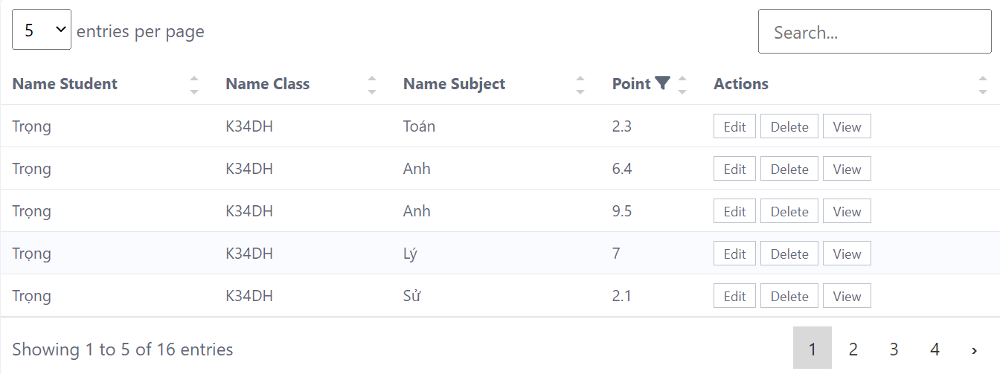 5 entries per page Search...
Name Student Name Class Name Subject Point Actions
Trọng K34DH Toán 2.3 Edit Delete View
Trọng K34DH Anh 6.4 Edit Delete View
Trọng K34DH Anh 9.5 Edit Delete View
Trọng K34DH Lý 7 Edit Delete View
Trọng K34DH Sử 2.1 Edit Delete View
Showing 1 to 5 of 16 entries 1 2 3 4 ›